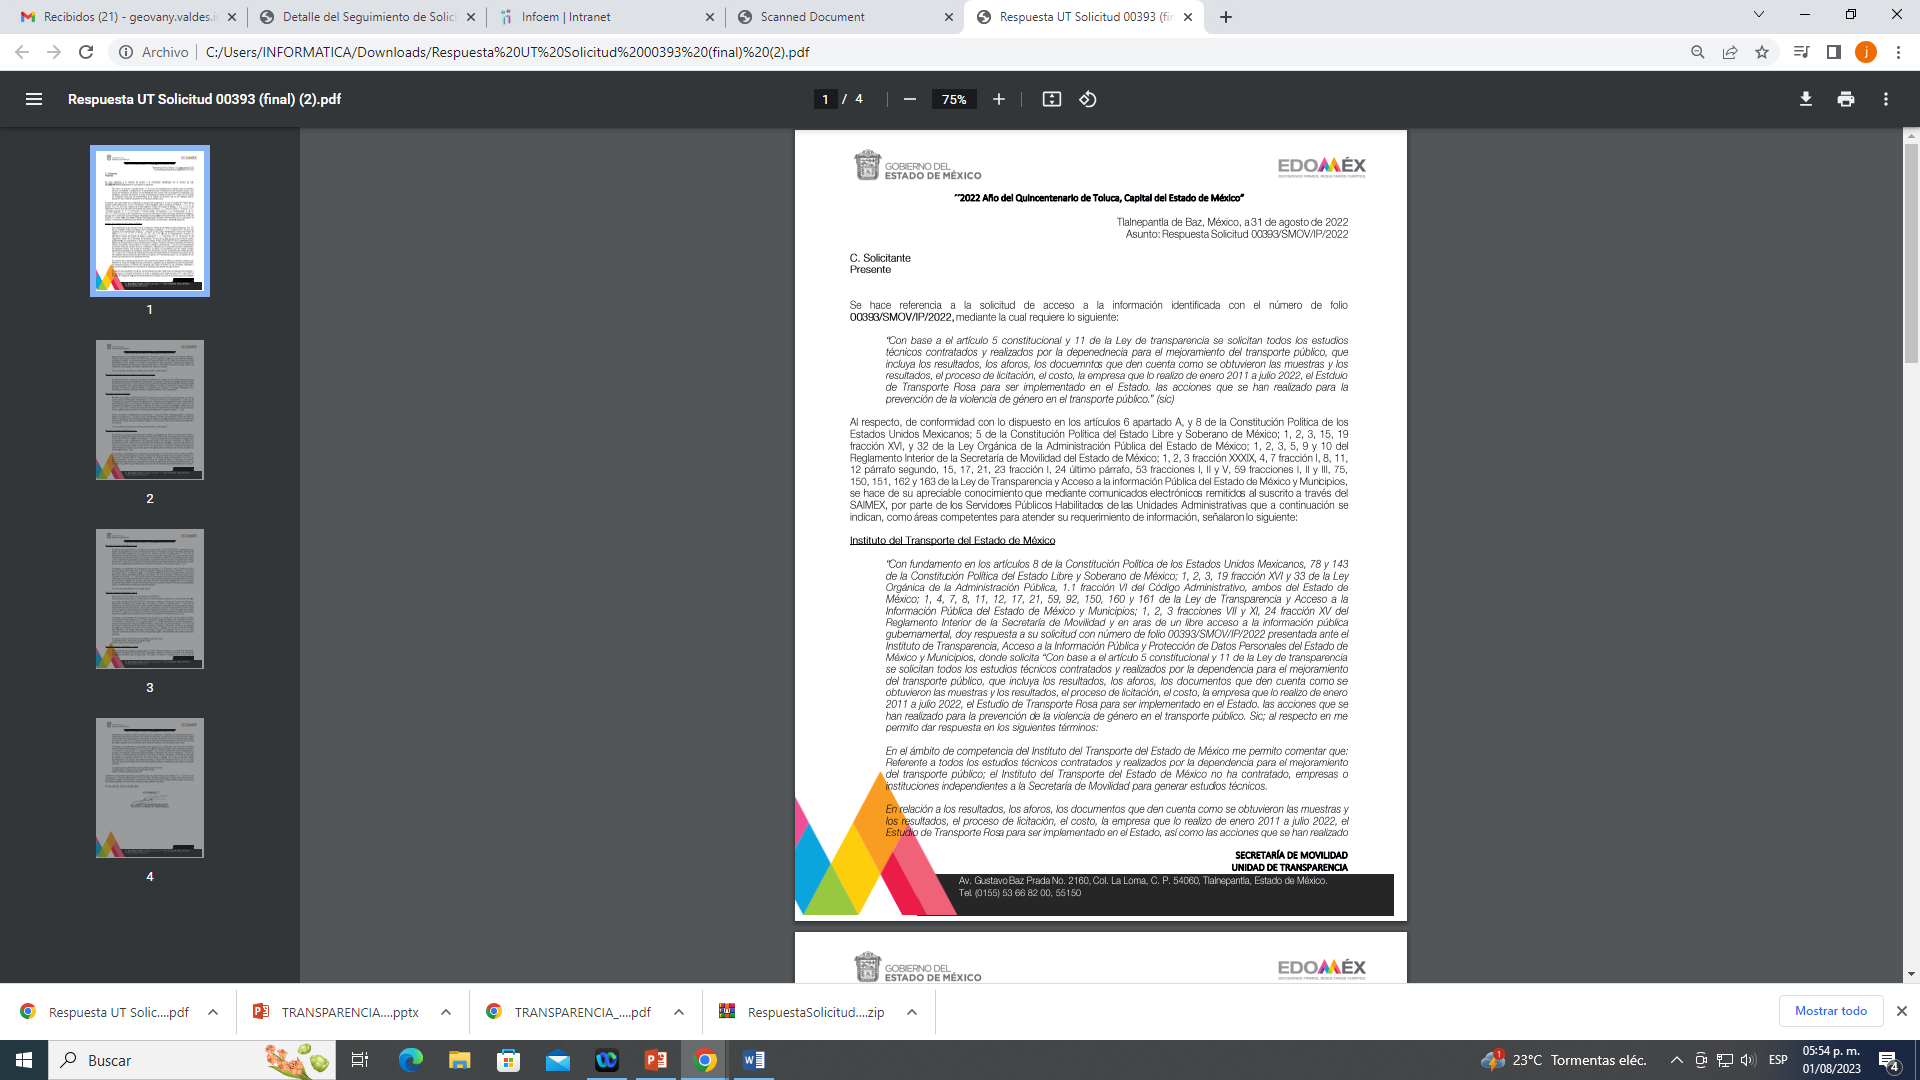 Recibidos (21) - geovany.valdes.i
Detalle del Seguimiento de Solic
Infoem | Intranet
Scanned Document
Respuesta UT Solicitud 00393 (fin
Archivo
C:/Users/INFORMATICA/Downloads/Respuesta%20UT%20Solicitud%2000393%20(final)%20(2).pdf
j
Respuesta UT Solicitud 00393 (final) (2).pdf
1 / 4
75%
1
2
3
4
GOBIERNO DEL
ESTADO DE MÉXICO
EDOMÉX
DECISIONES FIRMES, RESULTADOS FUERTES.
"2022 Año del Quincentenario de Toluca, Capital del Estado de México"
Tlalnepantla de Baz, México, a 31 de agosto de 2022
Asunto: Respuesta Solicitud 00393/SMOV/IP/2022
C. Solicitante
Presente
Se hace referencia a la solicitud de acceso a la información identificada con el número de folio
00393/SMOV/IP/2022, mediante la cual requiere lo siguiente:
"Con base a el artículo 5 constitucional y 11 de la Ley de transparencia se solicitan todos los estudios
técnicos contratados y realizados por la depenednecia para el mejoramiento del transporte público, que
incluya los resultados, los aforos, los docuemntos que den cuenta como se obtuvieron las muestras y los
resultados, el proceso de licitación, el costo, la empresa que lo realizo de enero 2011 a julio 2022, el Estduio
de Transporte Rosa para ser implementado en el Estado. las acciones que se han realizado para la
prevención de la violencia de género en el transporte público." (sic)
Al respecto, de conformidad con lo dispuesto en los artículos 6 apartado A, y 8 de la Constitución Política de los
Estados Unidos Mexicanos; 5 de la Constitución Política del Estado Libre y Soberano de México; 1, 2, 3, 15, 19
fracción XVI, y 32 de la Ley Orgánica de la Administración Pública del Estado de México; 1, 2, 3, 5, 9 y 10 del
Reglamento Interior de la Secretaría de Movilidad del Estado de México; 1, 2, 3 fracción XXXIX, 4, 7 fracción I, 8, 11,
12 párrafo segundo, 15, 17, 21, 23 fracción I, 24 último párrafo, 53 fracciones I, II y V, 59 fracciones I, II y III, 75,
150, 151, 162 y 163 de la Ley de Transparencia y Acceso a la información Pública del Estado de México y Municipios,
se hace de su apreciable conocimiento que mediante comunicados electrónicos remitidos al suscrito a través del
SAIMEX, por parte de los Servidores Públicos Habilitados de las Unidades Administrativas que a continuación se
indican, como áreas competentes para atender su requerimiento de información, señalaron lo siguiente:
Instituto del Transporte del Estado de México
"Con fundamento en los artículos 8 de la Constitución Política de los Estados Unidos Mexicanos, 78 y 143
de la Constitución Política del Estado Libre y Soberano de México; 1, 2, 3, 19 fracción XVI y 33 de la Ley
Orgánica de la Administración Pública, 1.1 fracción VI del Código Administrativo, ambos del Estado de
México; 1, 4, 7, 8, 11, 12, 17, 21, 59, 92, 150, 160 y 161 de la Ley de Transparencia y Acceso a la
Información Pública del Estado de México y Municipios; 1, 2, 3 fracciones VII y XI, 24 fracción XV del
Reglamento Interior de la Secretaría de Movilidad y en aras de un libre acceso a la información pública
gubernamental, doy respuesta a su solicitud con número de folio 00393/SMOV/IP/2022 presentada ante el
Instituto de Transparencia, Acceso a la Información Pública y Protección de Datos Personales del Estado de
México y Municipios, donde solicita "Con base a el artículo 5 constitucional y 11 de la Ley de transparencia
se solicitan todos los estudios técnicos contratados y realizados por la dependencia para el mejoramiento
del transporte público, que incluya los resultados, los aforos, los documentos que den cuenta como se
obtuvieron las muestras y los resultados, el proceso de licitación, el costo, la empresa que lo realizo de enero
2011 a julio 2022, el Estudio de Transporte Rosa para ser implementado en el Estado. las acciones que se
han realizado para la prevención de la violencia de género en el transporte público. Sic; al respecto en me
permito dar respuesta en los siguientes términos:
En el ámbito de competencia del Instituto del Transporte del Estado de México me permito comentar que:
Referente a todos los estudios técnicos contratados y realizados por la dependencia para el mejoramiento
del transporte público; el Instituto del Transporte del Estado de México no ha contratado, empresas o
instituciones independientes a la Secretaría de Movilidad para generar estudios técnicos.
En relación a los resultados, los aforos, los documentos que den cuenta como se obtuvieron las muestras y
los resultados, el proceso de licitación, el costo, la empresa que lo realizo de enero 2011 a julio 2022, el
Estudio de Transporte Rosa para ser implementado en el Estado, así como las acciones que se han realizado
SECRETARÍA DE MOVILIDAD
UNIDAD DE TRANSPARENCIA
Av. Gustavo Baz Prada No. 2160, Col. La Loma, C. P. 54060, Tlalnepantla, Estado de México.
Tel. (0155) 53 66 82 00, 55150
GOBIERNO DEL
ESTADO DE MÉXICO
EDOMÉX
Respuesta UT Solic....pdf
TRANSPARENCIA....pptx
TRANSPARENCIA_....pdf
RespuestaSolicitud....zip
Mostrar todo
Buscar
23°C Tormentas eléc.
ESP
05:54 p. m.
01/08/2023
4